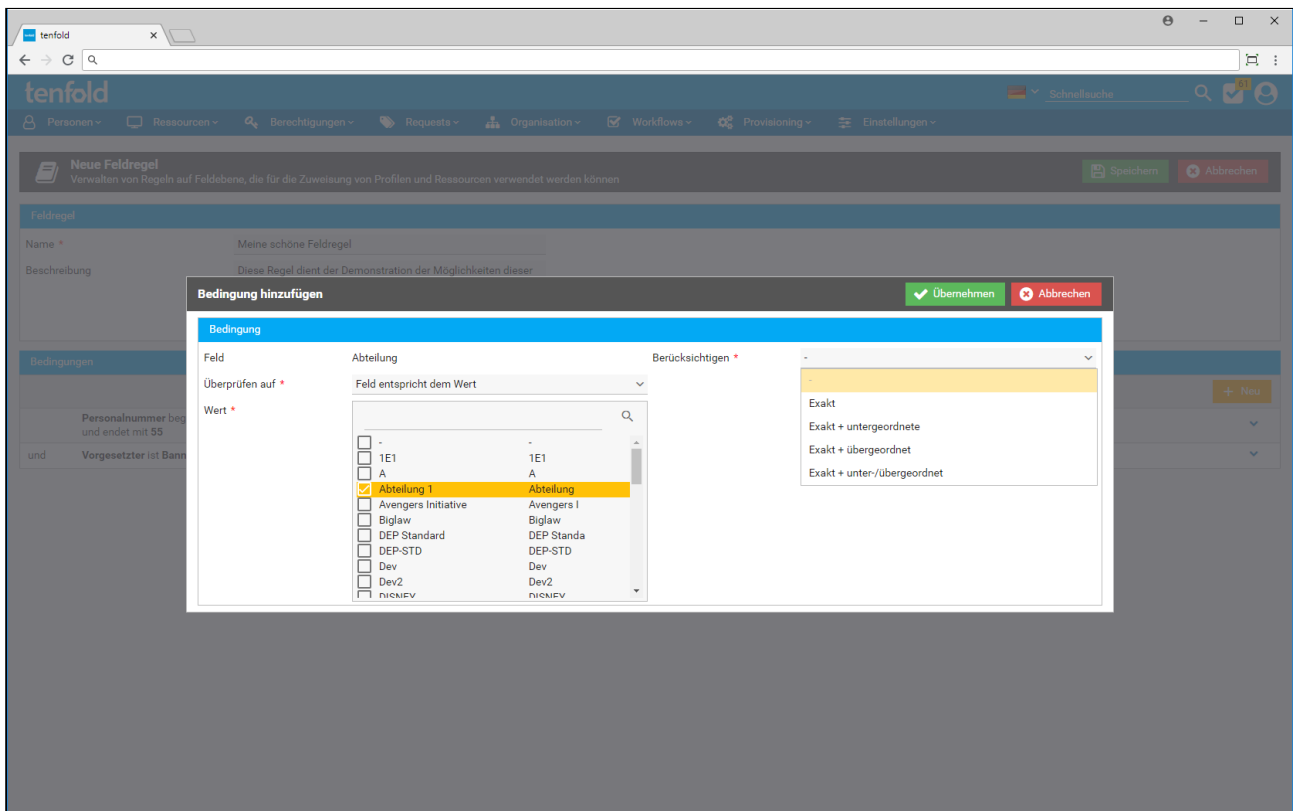 tenfold
tenfold
Schnellsuche
61
Personen
Ressourcen
Berechtigungen
Requests
Organisation
Workflows
Provisioning
Einstellungen
Neue Feldregel
Verwalten von Regeln auf Feldebene, die für die Zuweisung von Profilen und Ressourcen verwendet werden können
Speichern
Abbrechen
Feldregel
Name * Meine schöne Feldregel
Beschreibung Diese Regel dient der Demonstration der Möglichkeiten dieser
Bedingung hinzufügen
Übernehmen
Abbrechen
Bedingung
Feld Abteilung
Berücksichtigen * -
Überprüfen auf * Feld entspricht dem Wert
-
Exakt
Exakt + untergeordnete
Exakt + übergeordnet
Exakt + unter-/übergeordnet
Wert *
- -
1E1 1E1
A A
Abteilung 1 Abteilung
Avengers Initiative Avengers I
Biglaw Biglaw
DEP Standard DEP Standa
DEP-STD DEP-STD
Dev Dev
Dev2 Dev2
DISNEY DISNEY
Bedingungen
+ Neu
Personalnummer beg
und endet mit 55
und Vorgesetzter ist Bann